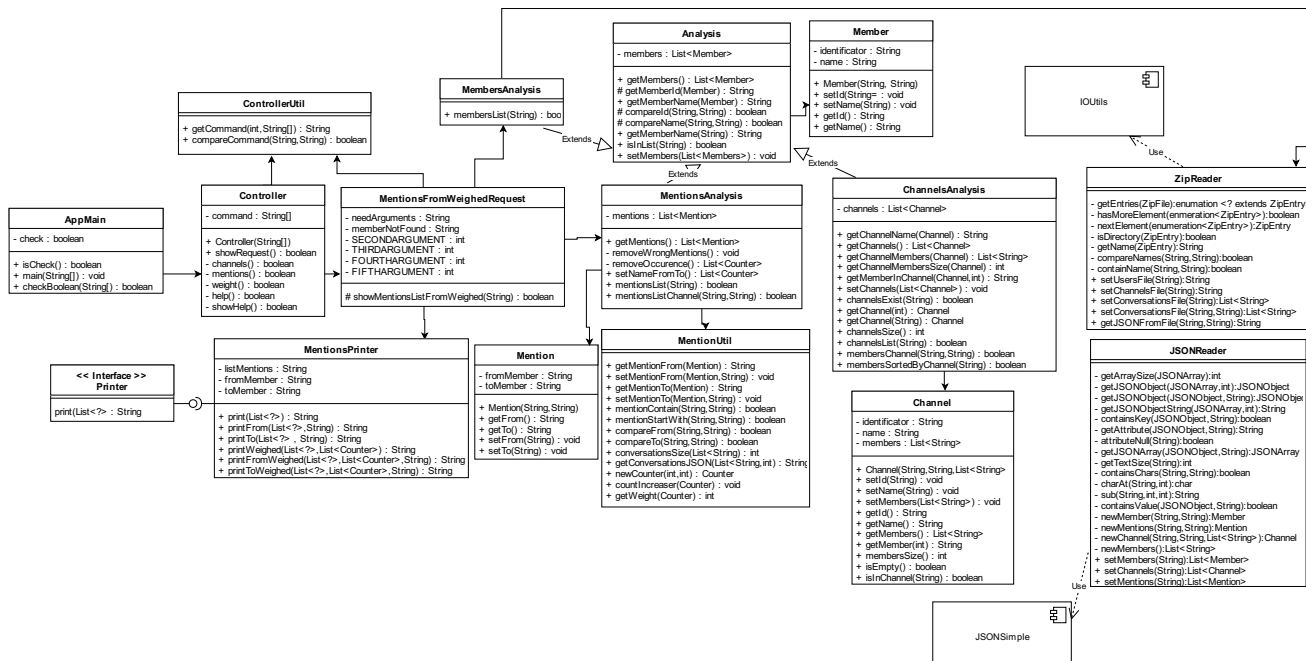 Analysis
- members : List<Member>
+ getMembers() : List<Member>
# getMemberId(Member) : String
+ getMemberName(Member) : String
# compareId(String,String) : boolean
# compareName(String,String) : boolean
+ getMemberName(String) : String
+ isInList(String) : boolean
+ setMembers(List<Members>) : void
Member
- identificator : String
- name : String
+ Member(String, String)
+ setId(String= : void
+ setName(String) : void
+ getId() : String
+ getName() : String
MembersAnalysis
+ membersList(String) : boo
ControllerUtil
+ getCommand(int,String[]) : String
+ compareCommand(String,String) : boolean
IOUtils
Use
Extends
Extends
Extends
AppMain
- check : boolean
+ isCheck() : boolean
+ main(String[]) : void
+ checkBoolean(String[) : boolean
Controller
- command : String[]
+ Controller(String[])
+ showRequest() : boolean
- channels() : boolean
- mentions() : boolean
- weight() : boolean
- help() : boolean
- showHelp() : boolean
MentionsFromWeighedRequest
- needArguments : String
- memberNotFound : String
- SECONDARGUMENT : int
- THIRDARGUMENT : int
- FOURTHARGUMENT : int
- FIFTHARGUMENT : int
# showMentionsListFromWeighed(String) : boolean
MentionsAnalysis
- mentions : List<Mention>
+ getMentions() : List<Mention>
- removeWrongMentions() : void
- removeOccurence() : List<Counter>
+ setNameFromTo() : List<Counter>
+ mentionsList(String) : boolean
+ mentionsListChannel(String,String) : boolean
ChannelsAnalysis
- channels : List<Channel>
+ getChannelName(Channel) : String
+ getChannels() : List<Channel>
+ getChannelMembers(Channel) : List<String>
+ getChannelMembersSize(Channel) : int
+ getMemberInChannel(Channel,int) : String
+ setChannels(List<Channel>) : void
+ channelsExist(String) : boolean
+ getChannel(int) : Channel
+ getChannel(String) : Channel
+ channelsSize() : int
+ channelsList(String) : boolean
+ membersChannel(String,String) : boolean
+ membersSortedByChannel(String) : boolean
ZipReader
- getEntries(ZipFile):enumation <? extends ZipEntry
- hasMoreElement(enmeration<ZipEntry>):boolean
- nextElement(enumeration<ZipEntry>):ZipEntry
- isDirectory(ZipEntry):boolean
- getName(ZipEntry):String
- compareNames(String,String):boolean
- containName(String,String):boolean
+ setUsersFile(String):String
+ setChannelsFile(String):String
+ setConversationsFile(String):List<String>
+ setConversationsFile(String,String):List<String>
+ getJSONFromFile(String,String):String
<< Interface >>
Printer
print(List<?> : String
MentionsPrinter
- listMentions : String
- fromMember : String
- toMember : String
+ print(List<?>) : String
+ printFrom(List<?>,String) : String
+ printTo(List<?> , String) : String
+ printWeighed(List<?>,List<Counter>) : String
+ printFromWeighed(List<?>,List<Counter>,String) : String
+ printToWeighed(List<?>,List<Counter>,String) : String
Mention
- fromMember : String
- toMember : String
+ Mention(String,String)
+ getFrom() : String
+ getTo() : String
+ setFrom(String) : void
+ setTo(String) : void
MentionUtil
+ getMentionFrom(Mention) : String
+ setMentionFrom(Mention,String) : void
+ getMentionTo(Mention) : String
+ setMentionTo(Mention,String) : void
+ mentionContain(String,String) : boolean
+ mentionStartWith(String,String) : boolean
+ compareFrom(String,String) : boolean
+ compareTo(String,String) : boolean
+ conversationsSize(List<String) : int
+ getConversationsJSON(List<String,int) : String
+ newCounter(int,int) : Counter
+ countIncreaser(Counter) : void
+ getWeight(Counter) : int
Channel
- identificator : String
- name : String
- members : List<String>
+ Channel(String,String,List<String>
+ setId(String) : void
+ setName(String) : void
+ setMembers(List<String>) : void
+ getId() : String
+ getName() : String
+ getMembers() : List<String>
+ getMember(int) : String
+ membersSize() : int
+ isEmpty() : boolean
+ isInChannel(String) : boolean
JSONReader
- getArraySize(JSONArray):int
- getJSONObject(JSONArray,int):JSONObject
- getJSONObject(JSONObject,String):JSONObjec
- getJSONObjectString(JSONArray,int):String
- containsKey(JSONObject,String):boolean
- getAttribute(JSONObject,String):String
- attributeNull(String):boolean
- getJSONArray(JSONObject,String):JSONArray
- getTextSize(String):int
- containsChars(String,String):boolean
- charAt(String,int):char
- sub(String,int,int):String
- containsValue(JSONObject,String):boolean
- newMember(String,String):Member
- newMentions(String,String):Mention
- newChannel(String,String,List<String>):Channel
- newMembers():List<String>
+ setMembers(String):List<Member>
+ setChannels(String):List<Channel>
+ setMentions(String):List<Mention>
Use
JSONSimple